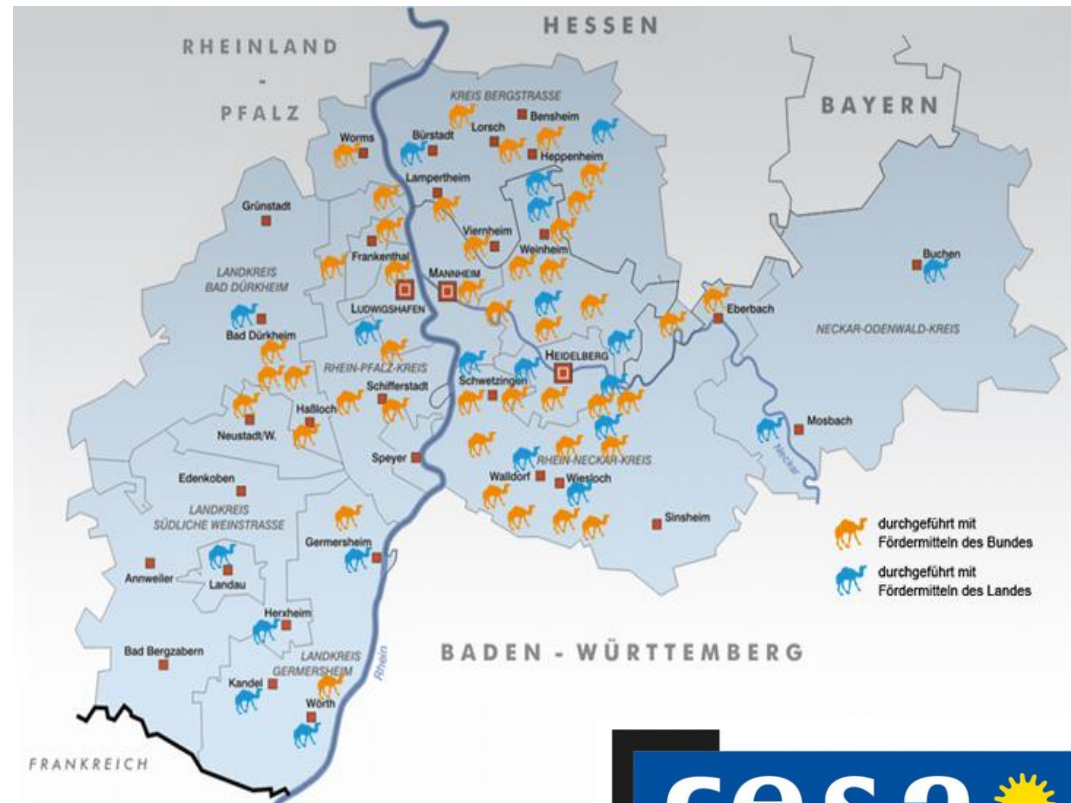 HESSEN
RHEINLAND
-
PFALZ
BAYERN
KREIS BERGSTRASSE
Bensheim
Lorsch
Bürstadt
Worms
Heppenheim
Lampertheim
Grünstadt
Viernheim
Weinheim
Frankenthal
Buchen
LANDKREIS
BAD DÜRKHEIM
MANNHEIM
LUDWIGSHAFEN
Eberbach
NECKAR-ODENWALD-KREIS
Bad Dürkheim
HEIDELBERG
RHEIN-PFALZ-KREIS
Schwetzingen
Schifferstadt
Haßloch
Neustadt/W.
Mosbach
Speyer
Neckar
RHEIN-NECKAR-KREIS
Walldorf
Wiesloch
Edenkoben
LANDKREIS
SÜDLICHE WEINSTRASSE
Sinsheim
durchgeführt mit
Fördermitteln des Bundes
Germersheim
durchgeführt mit
Fördermitteln des Landes
Annweiler
Landau
Herxheim
Bad Bergzabern
LANDKREIS
GERMERSHEIM
Rhein
BADEN - WÜRTTEMBERG
Kandel
Wörth
FRANKREICH